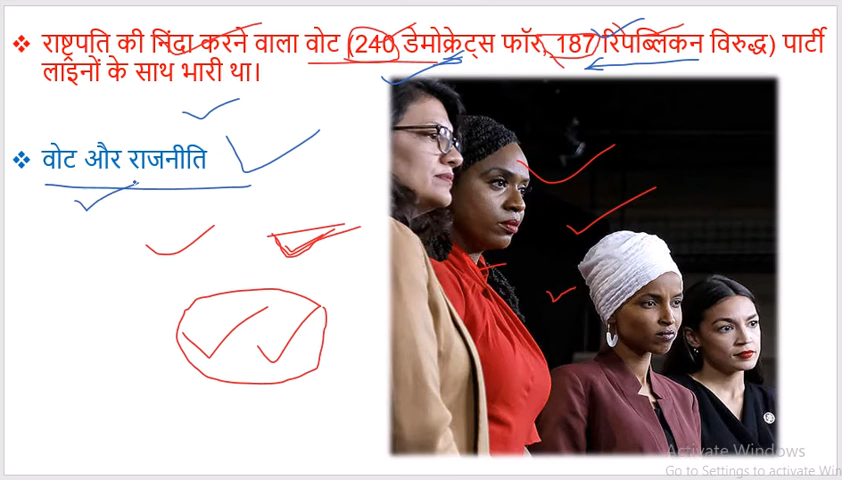 ❖ राष्ट्रपति की निंदा करने वाला वोट (240 डेमोक्रेट्स फॉर, 187 रिपब्लिकन विरुद्ध) पार्टी
लाइनों के साथ भारी था।
❖ वोट और राजनीति
Activate Windows
Go to Settings to activate Win